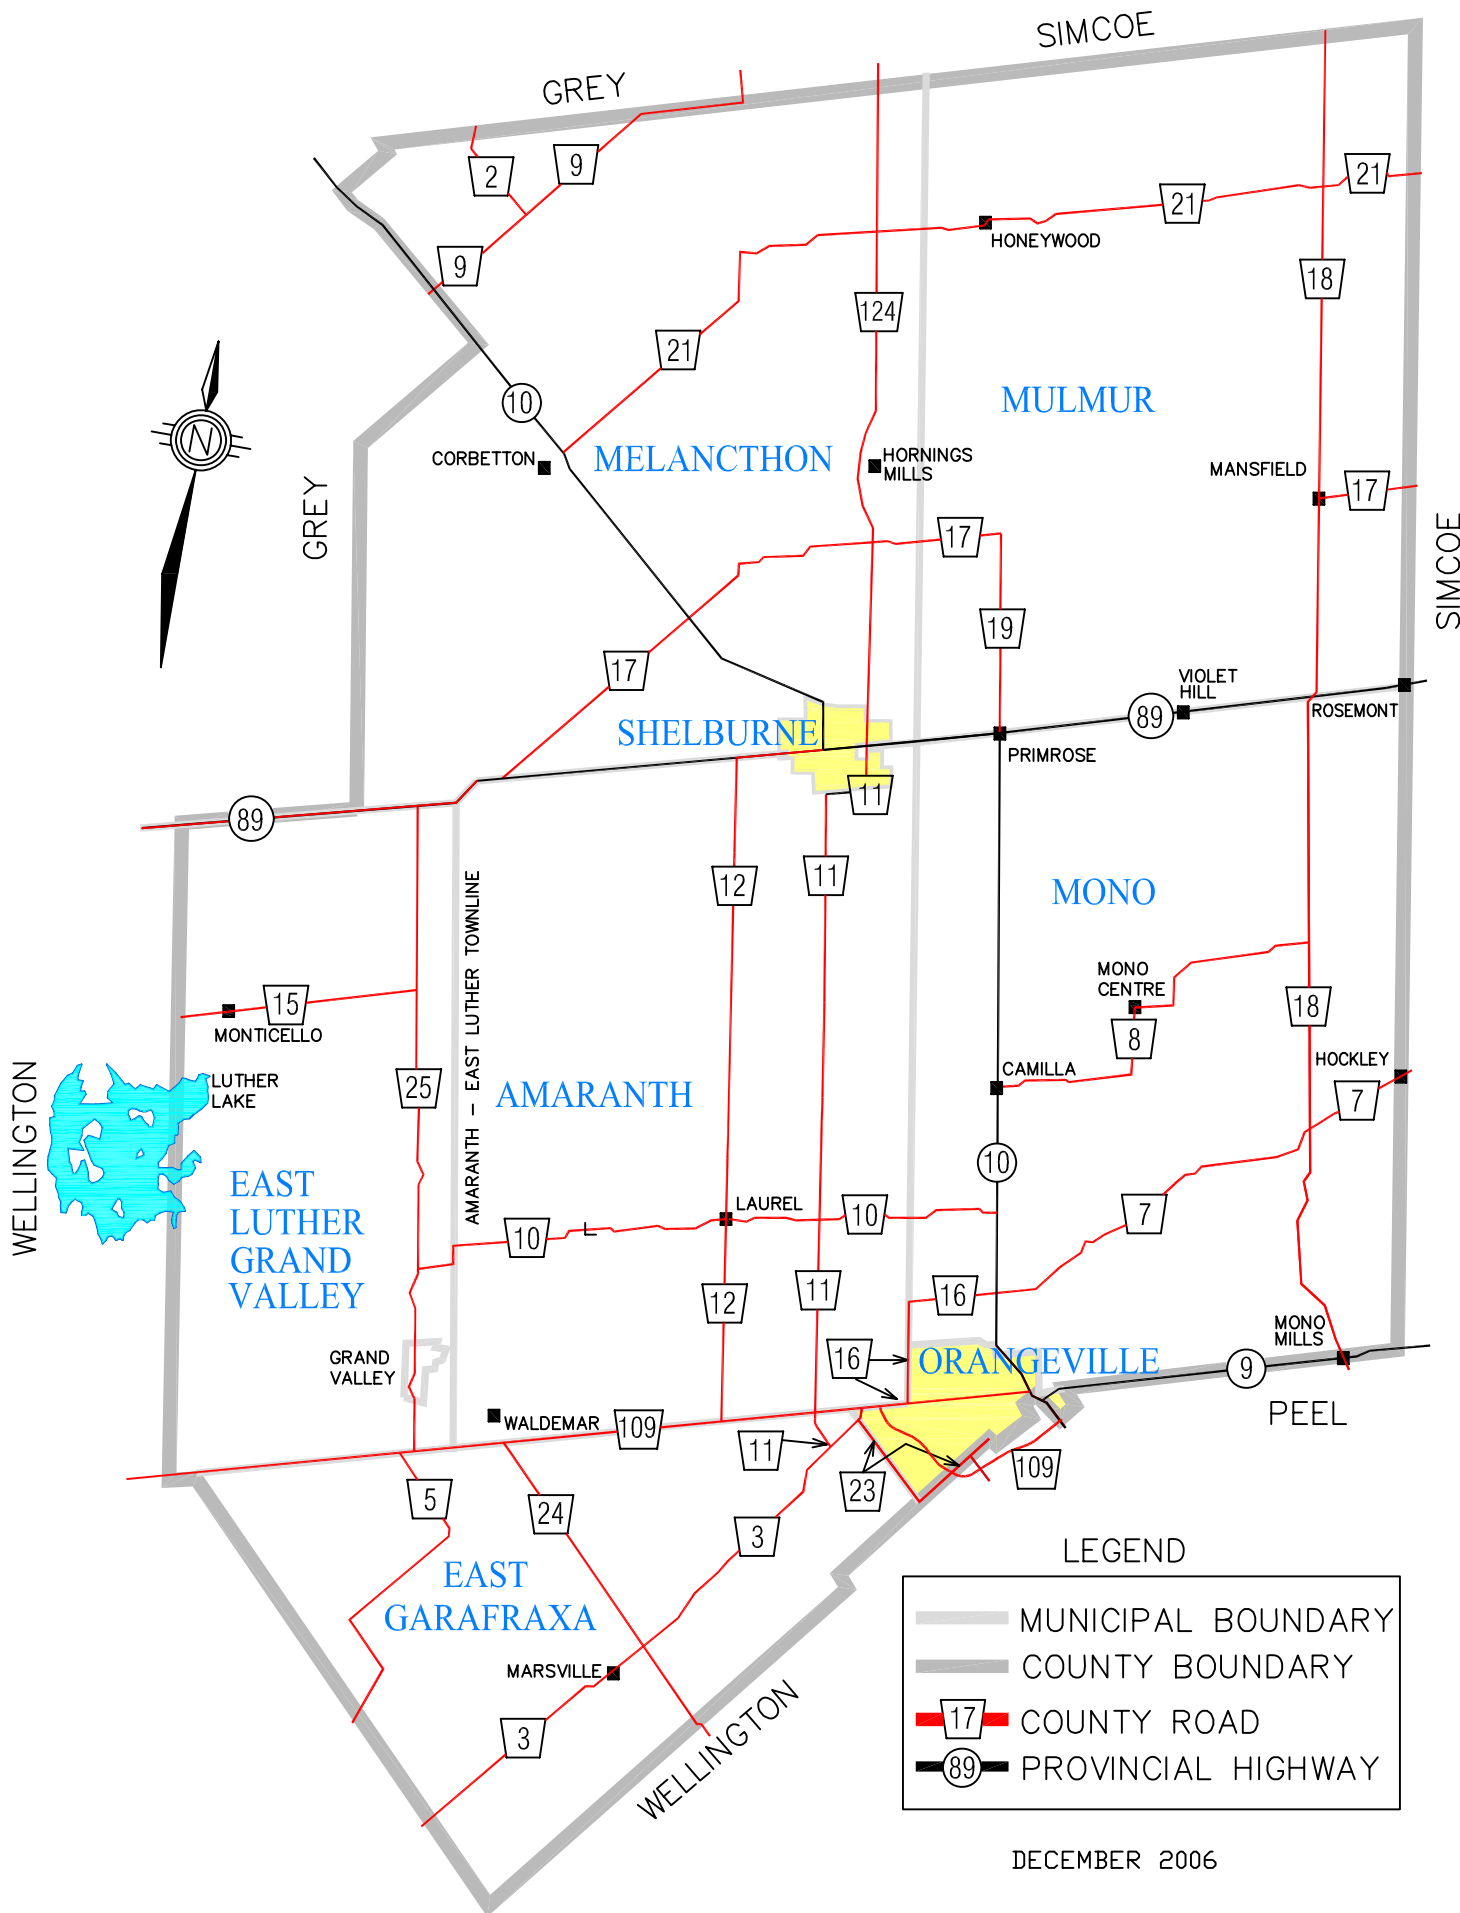 SIMCOE
GREY
2
9
21
21
9
HONEYWOOD
18
124
21
10
MULMUR
N
CORBETTON
MELANCTHON
HORNINGS
MILLS
MANSFIELD
17
GREY
17
SIMCOE
19
17
VIOLET
HILL
SHELBURNE
89
ROSEMONT
PRIMROSE
11
89
12
11
MONO
AMARANTH - EAST LUTHER TOWNLINE
MONO
CENTRE
15
18
MONTICELLO
8
HOCKLEY
WELLINGTON
LUTHER
LAKE
25
AMARANTH
CAMILLA
7
10
EAST
LUTHER
GRAND
VALLEY
LAUREL
10
L
10
7
12
11
16
MONO
MILLS
GRAND
VALLEY
16
ORANGEVILLE
9
WALDEMAR
109
PEEL
11
23
109
5
24
3
EAST
GARAFRAXA
MARSVILLE
3
WELLINGTON
LEGEND
MUNICIPAL BOUNDARY
COUNTY BOUNDARY
17 COUNTY ROAD
89 PROVINCIAL HIGHWAY
DECEMBER 2006